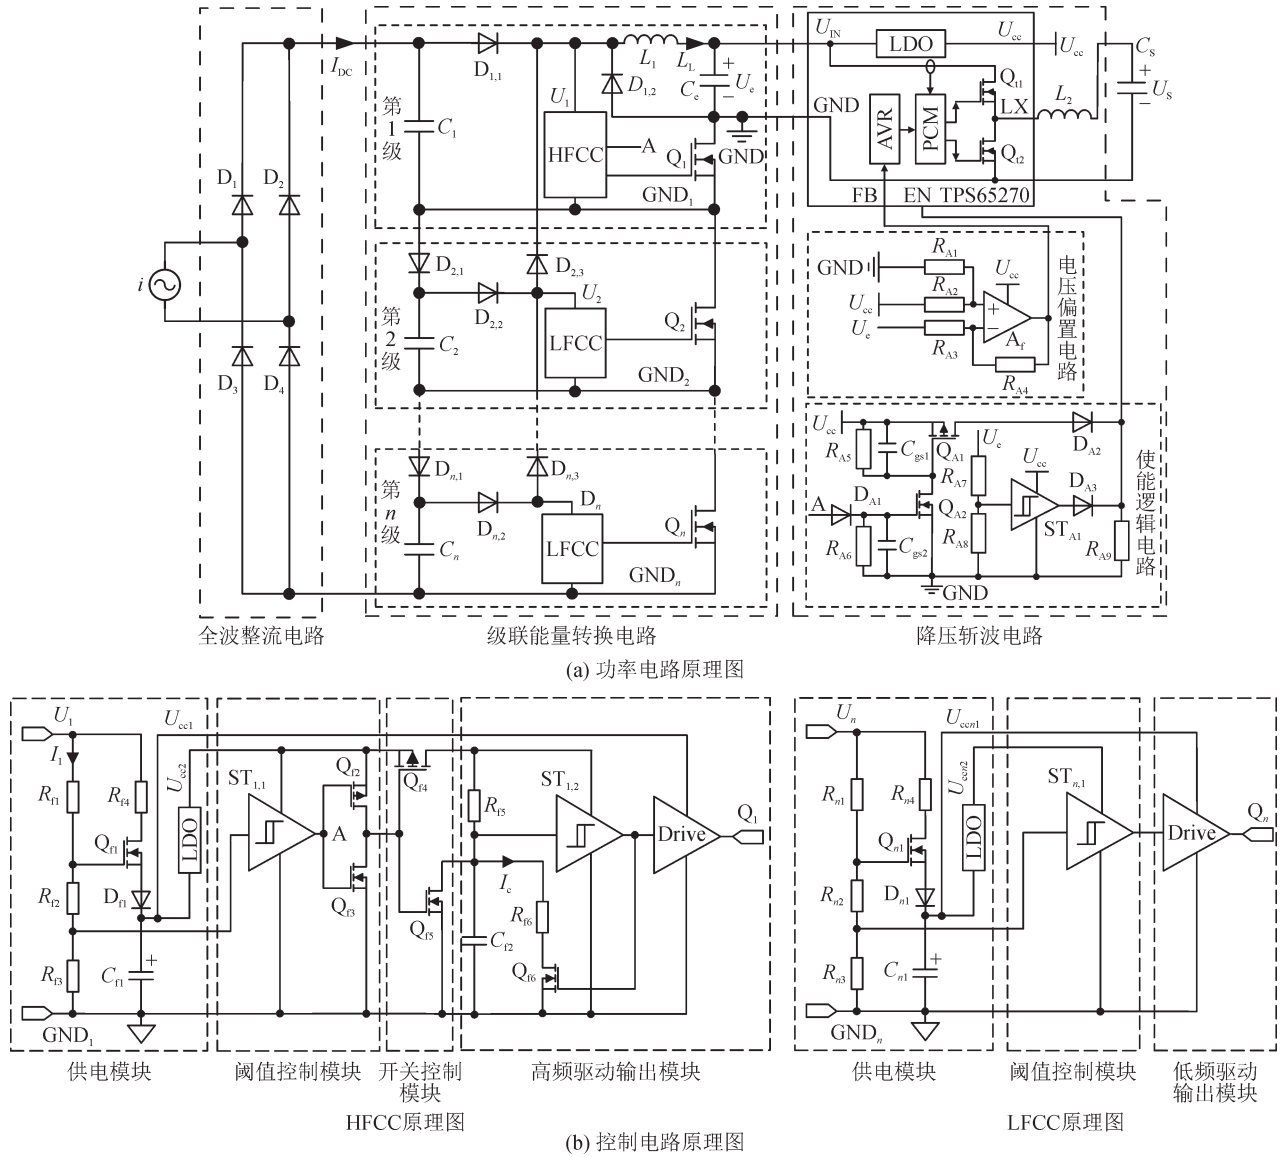 U_IN
LDO
U_cc
U_cc
C_S
I_DC
D_1,1
L_1
L_L
D_1,2
C_e
+
−
U_e
Q_t1
L_2
+
−
U_S
第1级
C_1
U_1
HFCC
A
Q_1
GND
GND
AVR
PCM
LX
Q_t2
GND_1
FB
EN
TPS65270
D_1
D_2
i
D_2,1
D_2,3
第2级
D_2,2
U_2
C_2
LFCC
Q_2
GND_2
GND
R_A1
U_cc
U_cc
R_A2
U_e
R_A3
+
−
A_f
R_A4
电压偏置电路
D_3
D_4
D_n,1
D_n,3
第n级
D_n,2
D_n
C_n
LFCC
Q_n
GND_n
U_cc
R_A5
C_gs1
Q_A1
U_e
R_A7
U_cc
D_A2
A
D_A1
Q_A2
D_A3
ST_A1
R_A6
C_gs2
R_A8
R_A9
GND
使能逻辑电路
全波整流电路
级联能量转换电路
降压斩波电路
(a) 功率电路原理图
U_1
U_cc1
I_1
U_cc2
R_f1
R_f4
ST_1,1
Q_f2
Q_f4
ST_1,2
R_f5
Q_f1
LDO
A
Drive
Q_1
R_f2
D_f1
Q_f3
Q_f5
I_c
R_f6
R_f3
C_f1
+
C_f2
Q_f6
GND_1
供电模块
阈值控制模块
开关控制
模块
高频驱动输出模块
HFCC原理图
U_n
U_ccn1
U_ccn2
R_n1
R_n4
ST_n,1
Q_n1
LDO
Drive
Q_n
R_n2
D_n1
R_n3
C_n1
+
GND_n
供电模块
阈值控制模块
低频驱动
输出模块
LFCC原理图
(b) 控制电路原理图